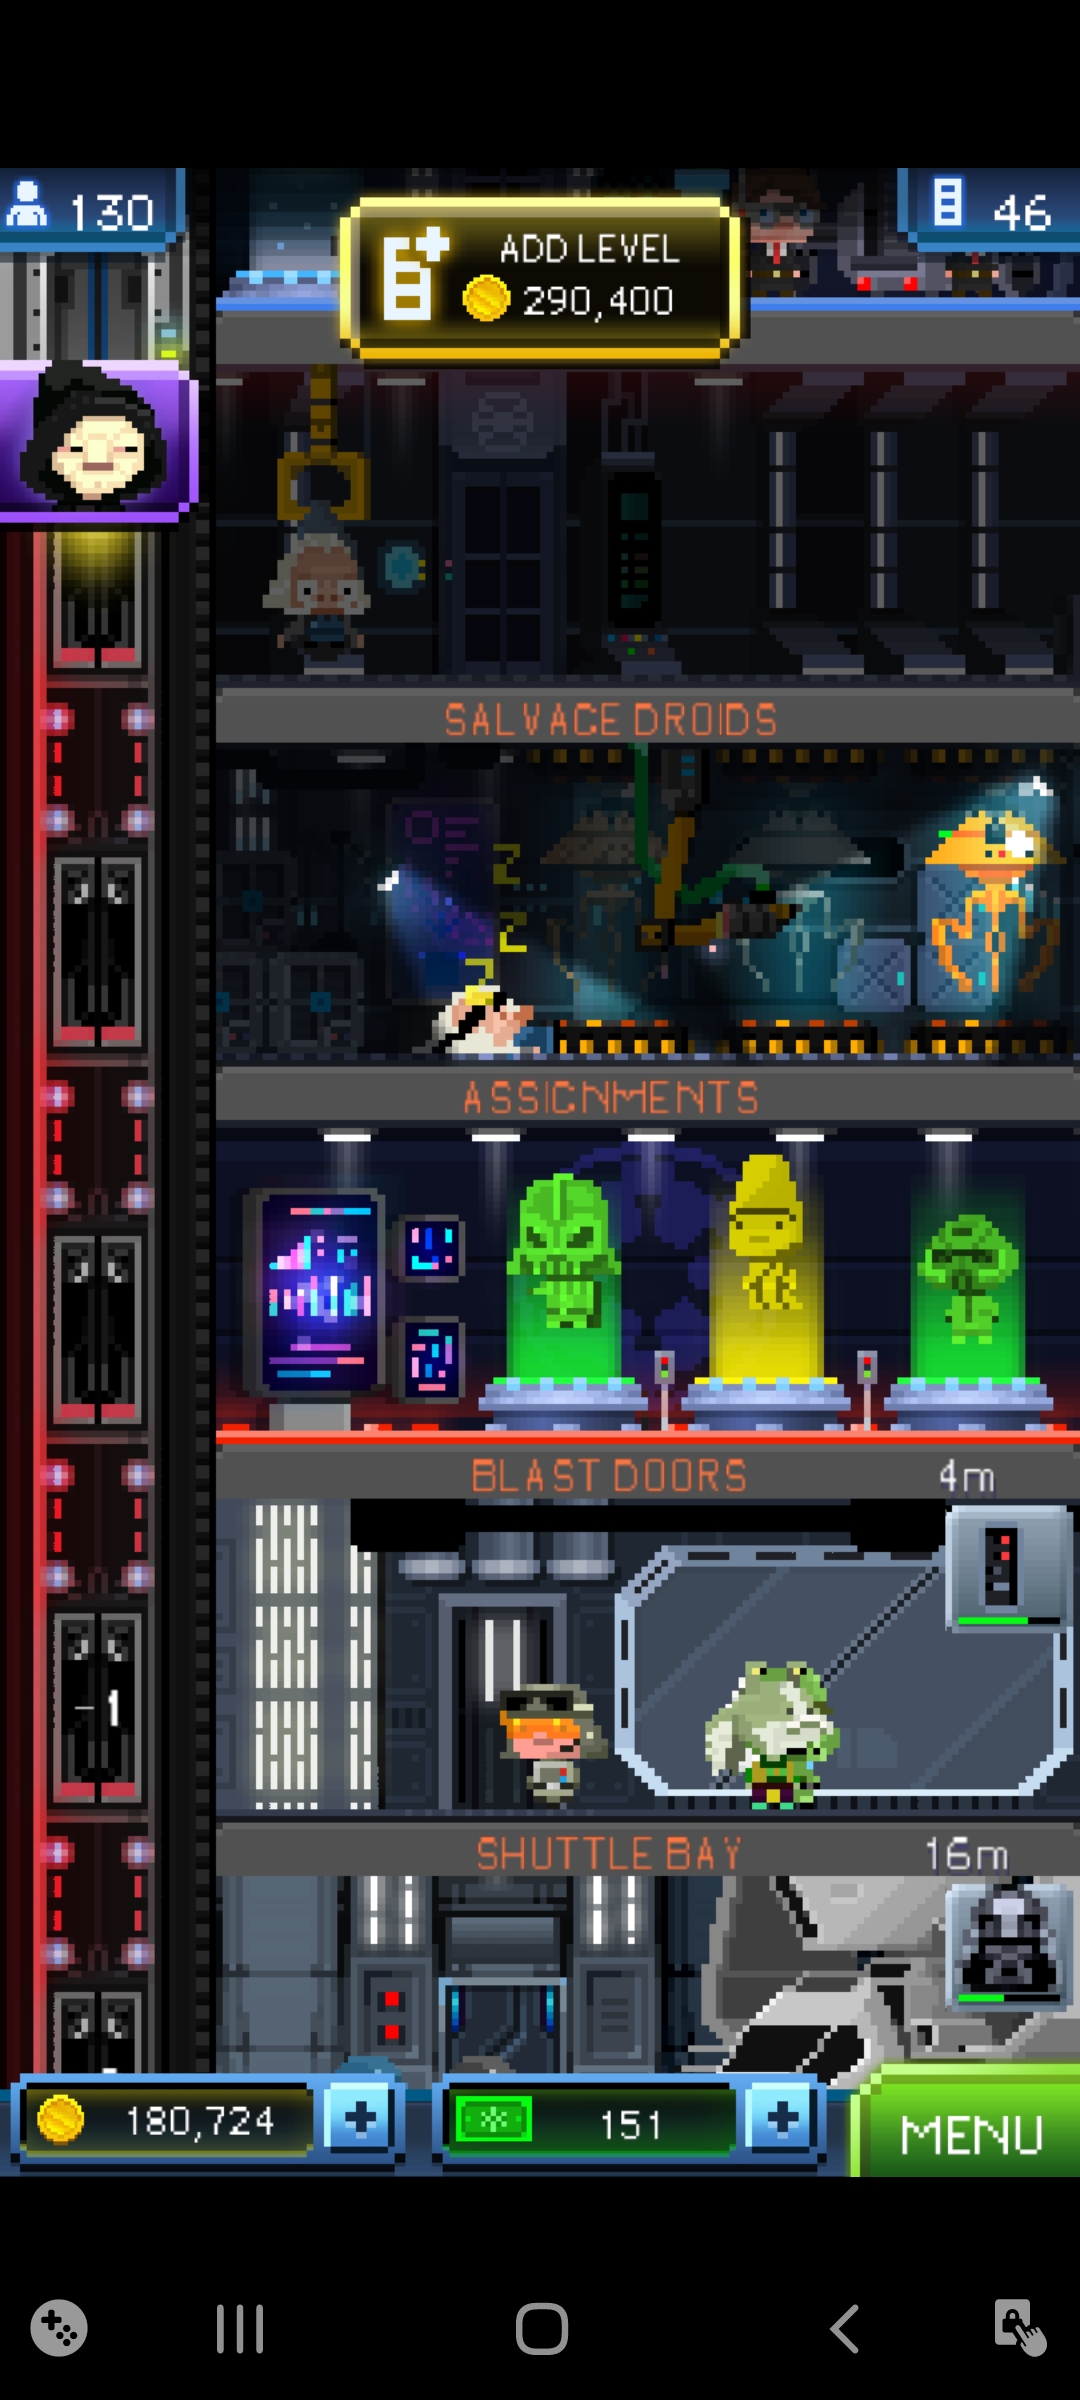 130
46
ADD LEVEL
290,400
SALVAGE DROIDS
Z
Z
Z
ASSIGNMENTS
BLAST DOORS 4m
-1
SHUTTLE BAY 16m
180,724
151
MENU